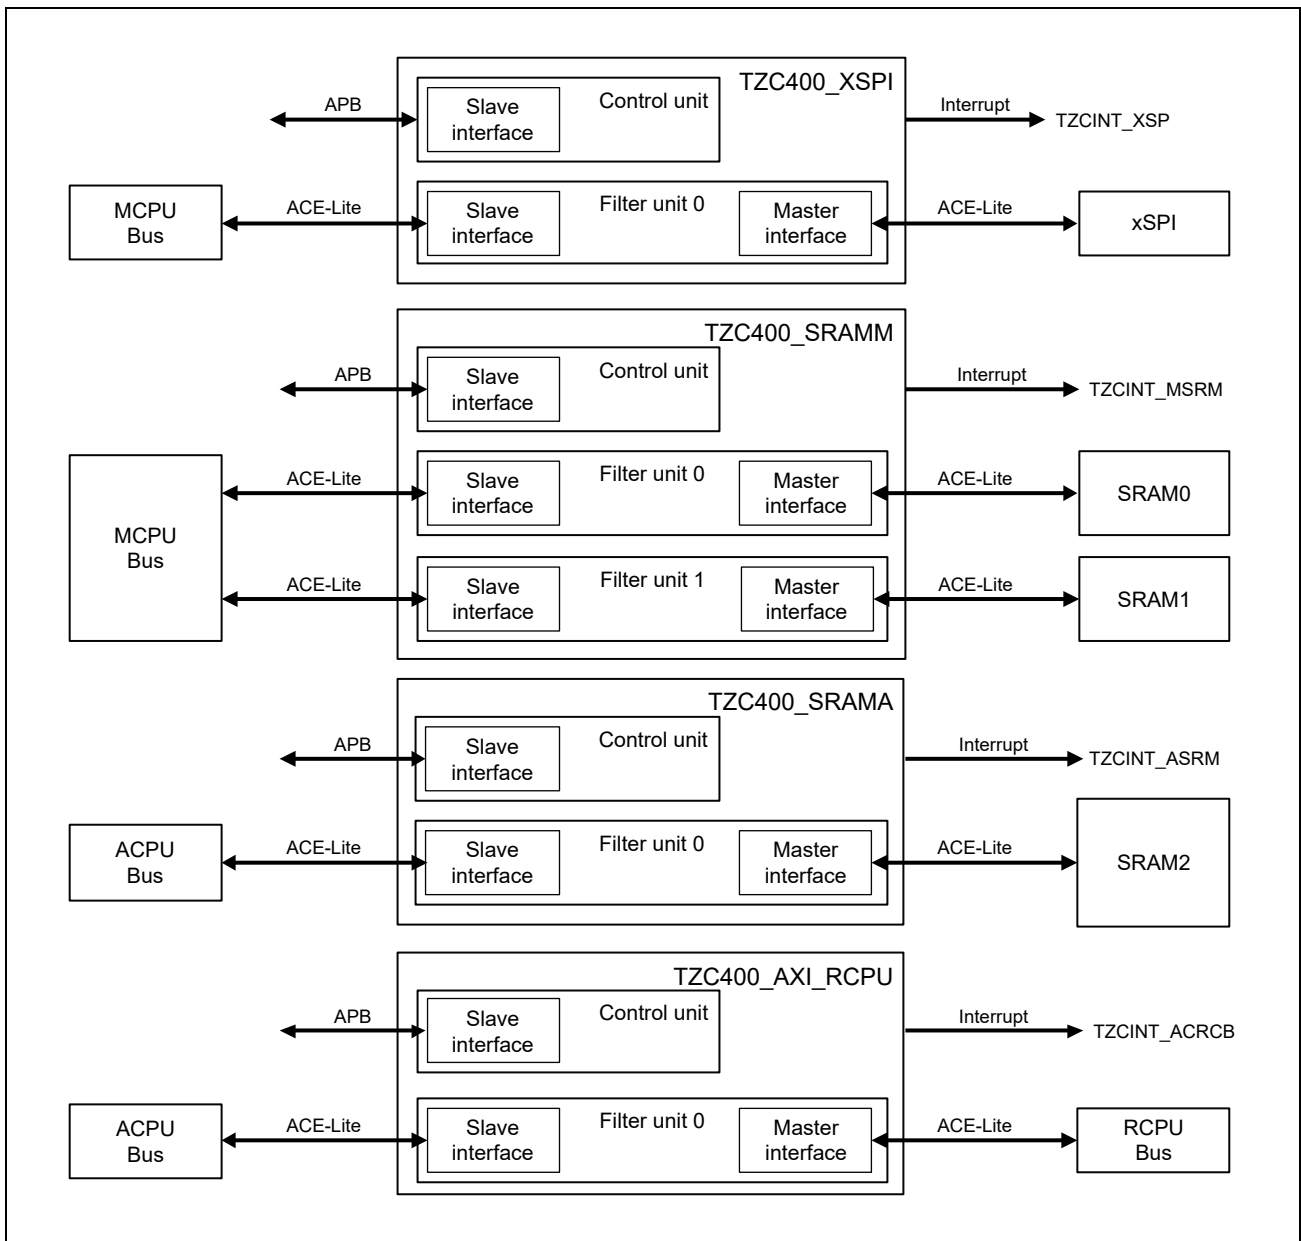 TZC400_XSPI
APB
Slave
interface
Control unit
Interrupt
TZCINT_XSP
MCPU
Bus
ACE-Lite
Slave
interface
Filter unit 0
Master
interface
ACE-Lite
xSPI
TZC400_SRAMM
APB
Slave
interface
Control unit
Interrupt
TZCINT_MSRM
MCPU
Bus
ACE-Lite
Slave
interface
Filter unit 0
Master
interface
ACE-Lite
SRAM0
ACE-Lite
Slave
interface
Filter unit 1
Master
interface
ACE-Lite
SRAM1
TZC400_SRAMA
APB
Slave
interface
Control unit
Interrupt
TZCINT_ASRM
ACPU
Bus
ACE-Lite
Slave
interface
Filter unit 0
Master
interface
ACE-Lite
SRAM2
TZC400_AXI_RCPU
APB
Slave
interface
Control unit
Interrupt
TZCINT_ACRCB
ACPU
Bus
ACE-Lite
Slave
interface
Filter unit 0
Master
interface
ACE-Lite
RCPU
Bus